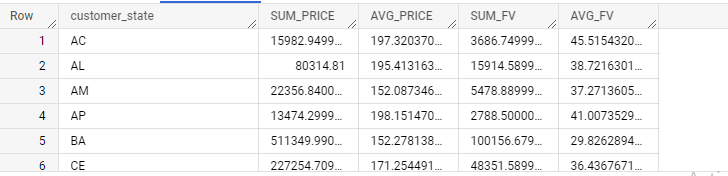 Row customer_state SUM_PRICE AVG_PRICE SUM_FV AVG_FV
1 AC 15982.9499... 197.320370... 3686.74999... 45.5154320...
2 AL 80314.81 195.413163... 15914.5899... 38.7216301...
3 AM 22356.8400... 152.087346... 5478.88999... 37.2713605...
4 AP 13474.2999... 198.151470... 2788.50000... 41.0073529...
5 BA 511349.990... 152.278138... 100156.679... 29.8262894...
6 CE 227254.709... 171.254491... 48351.5899... 36.4367671...